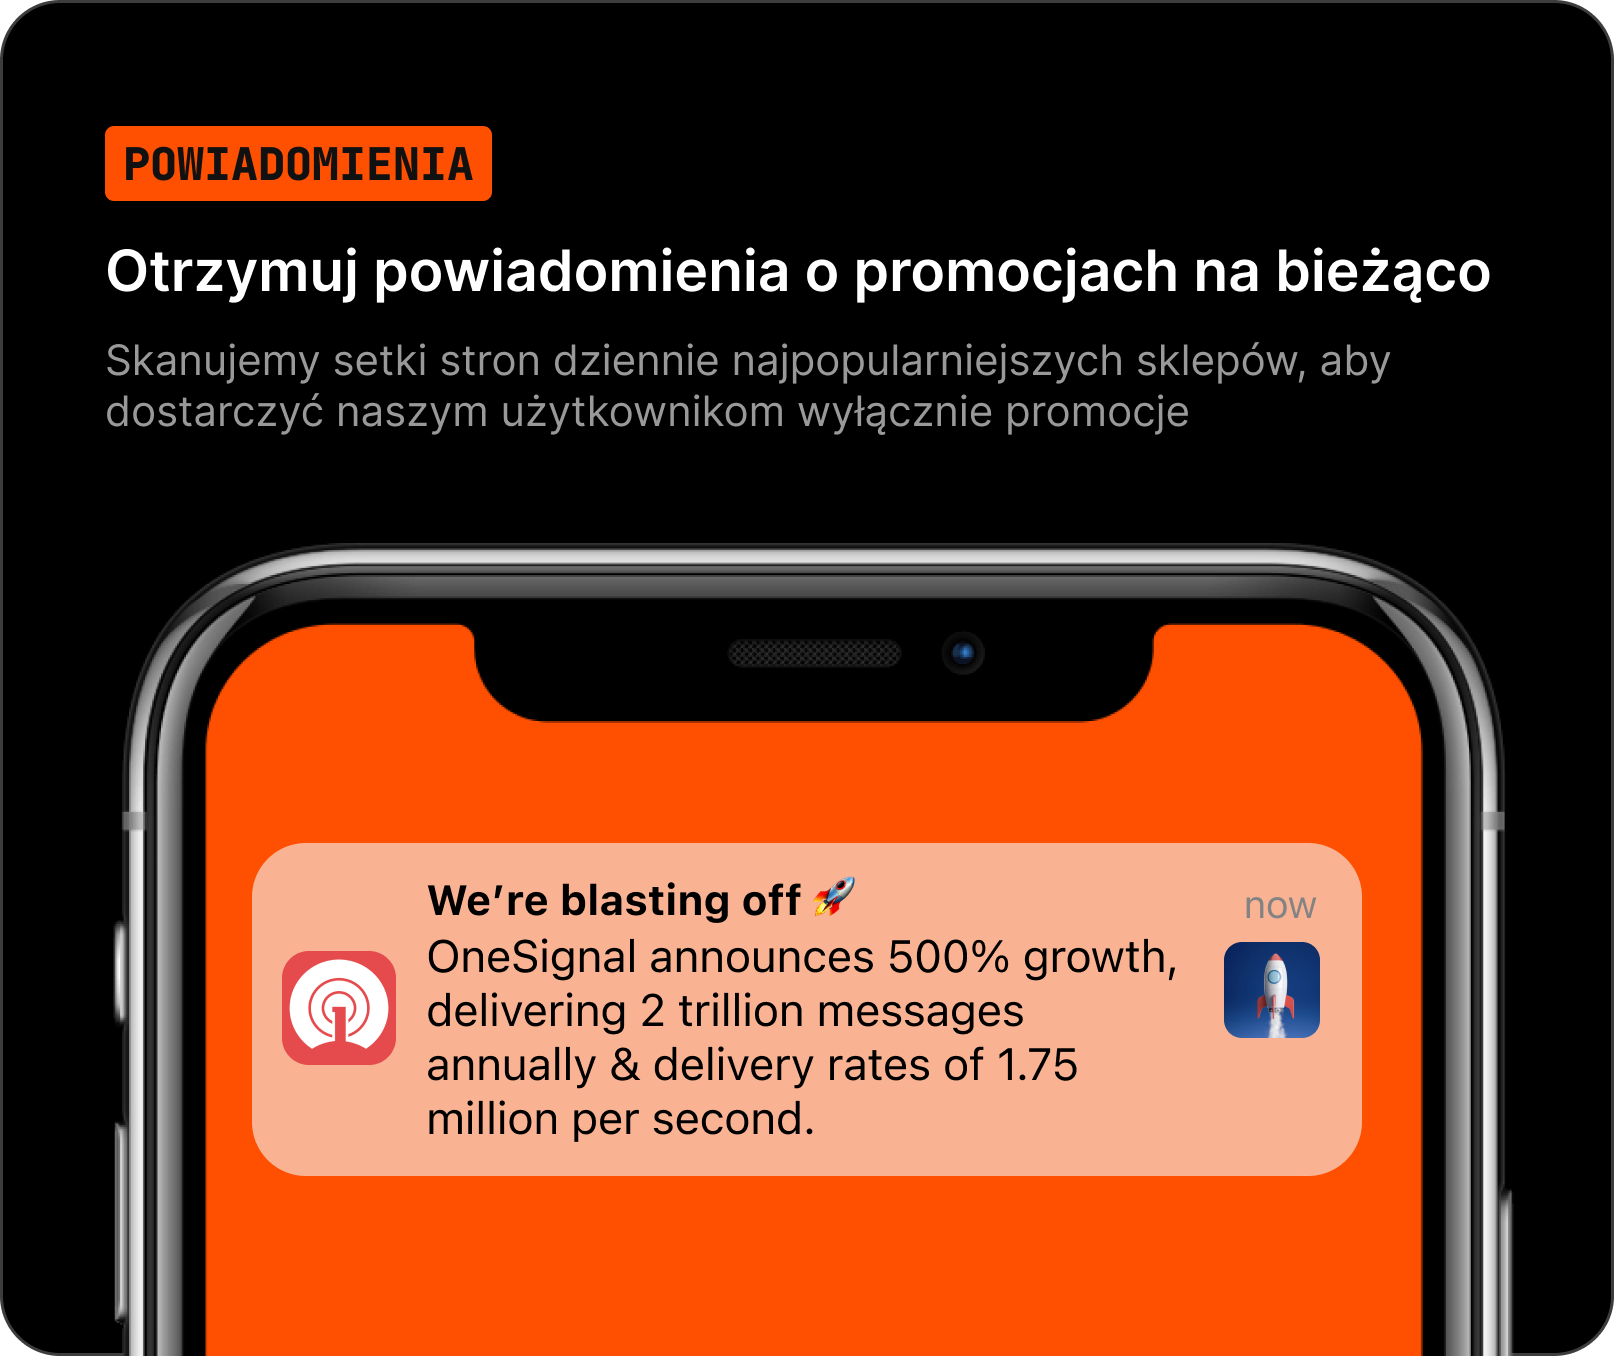 POWIADOMIENIA
Otrzymuj powiadomienia o promocjach na bieżąco
Skanujemy setki stron dziennie najpopularniejszych sklepów, aby
dostarczyć naszym użytkownikom wyłącznie promocje
We’re blasting off 🚀
now
OneSignal announces 500% growth,
delivering 2 trillion messages
annually & delivery rates of 1.75
million per second.